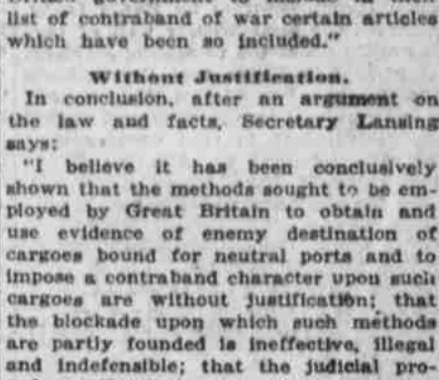 list of contraband of war certain articles
which have been so included."
Without Justification.
In conclusion, after an argument on
the law and facts, Secretary Lansing
says:
"I believe it has been conclusively
shown that the methods sought to be em-
ployed by Great Britain to obtain and
use evidence of enemy destination of
cargoes bound for neutral ports and to
impose a contraband character upon such
cargoes are without justification; that
the blockade upon which such methods
are partly founded is ineffective, illegal
and indefensible; that the judicial pro-